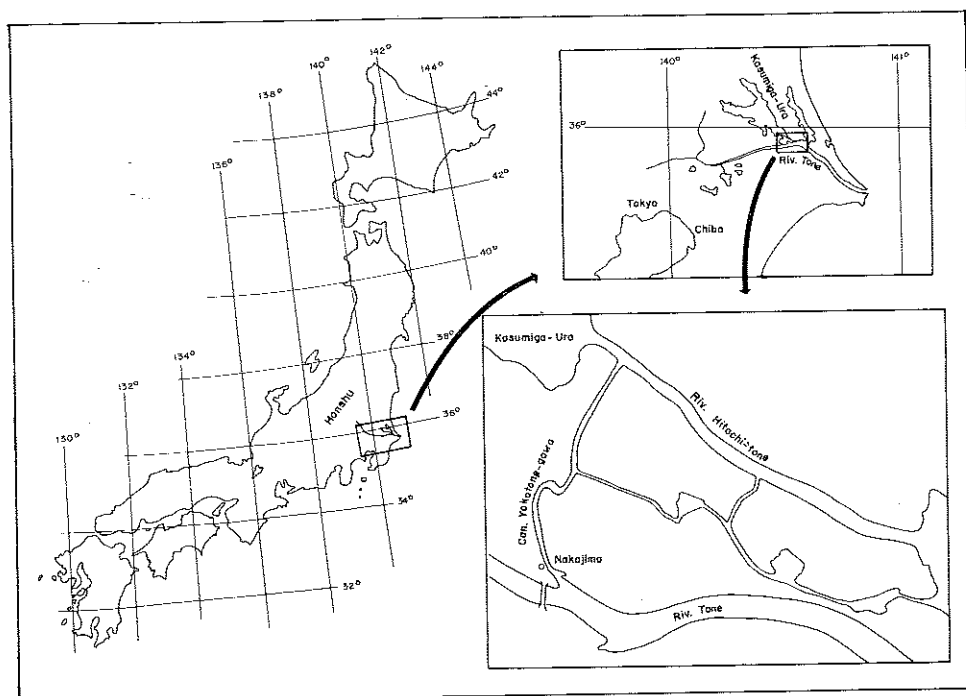 142°
140°
144°
138°
44°
136°
42°
40°
134°
38°
132°
Honshu
36°
130°
34°
32°
140°
141°
Kasumiga-Ura
36°
Riv. Tone
Tokyo
Chiba
Kasumiga-Ura
Riv. Hitachi-tone
Can. Yokotone-gawa
Nakajima
Riv. Tone